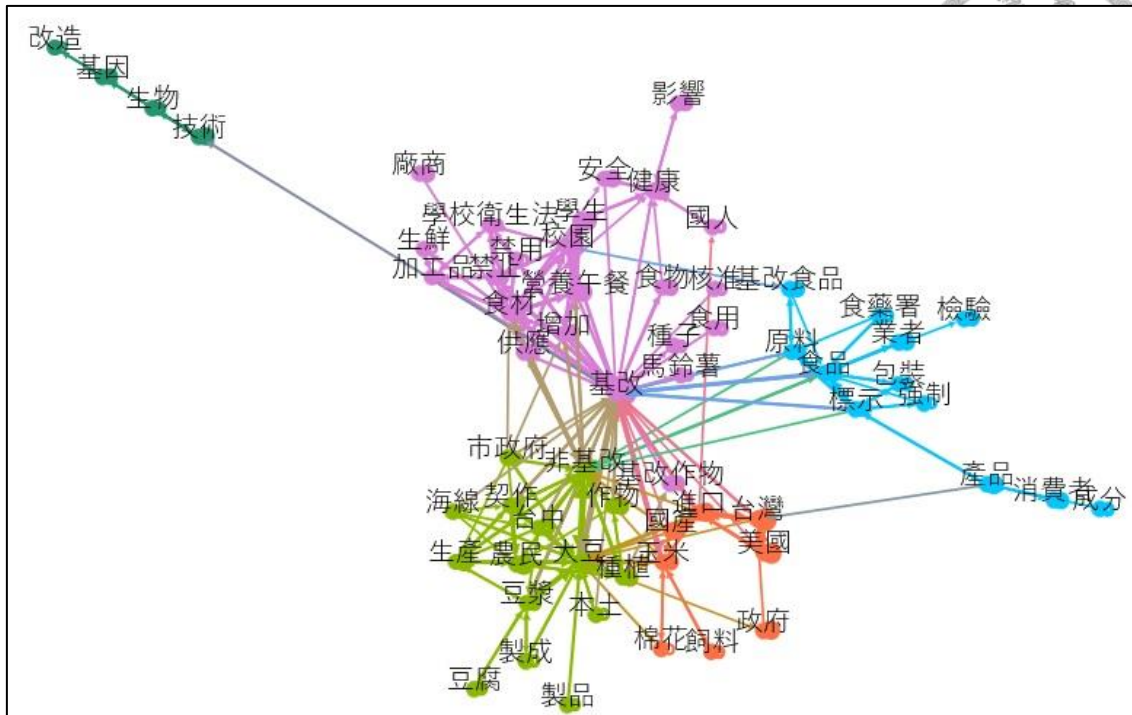 改造
基因
生物
技術
影響
廠商
安全
健康
學校衛生法
學生
國人
生鮮
禁用
校園
加工品
禁止
營養午餐
食物
核准
基改食品
食材
增加
食用
食藥署
檢驗
供應
種子
原料
業者
馬鈴薯
食品
基改
包裝
標示
強制
市政府
非基改
基改作物
產品
消費者
成分
海線
契作
作物
進口
台灣
台中
國產
生產
農民
大豆
種植
玉米
美國
豆漿
本土
政府
製成
棉花
飼料
豆腐
製品